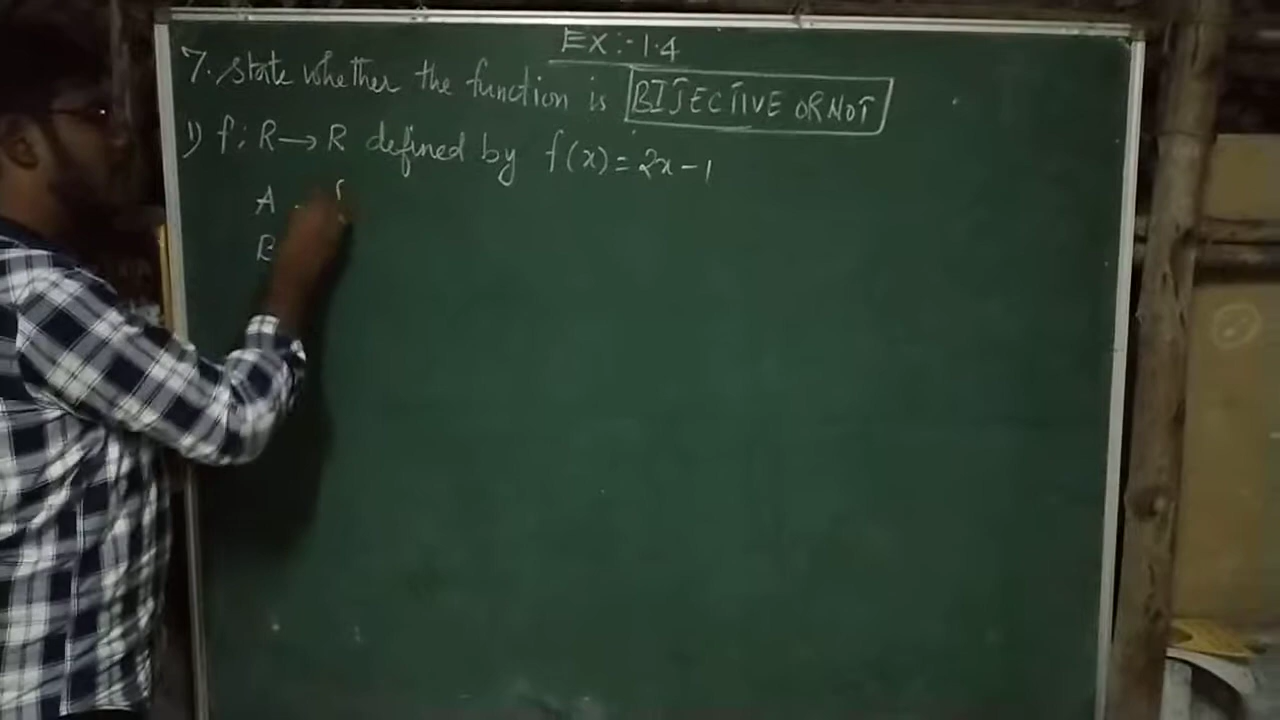 EX:-1.4
7. state whether the function is BIJECTIVE OR NOT
1) f: R→R defined by f(x)=2x-1
A
B